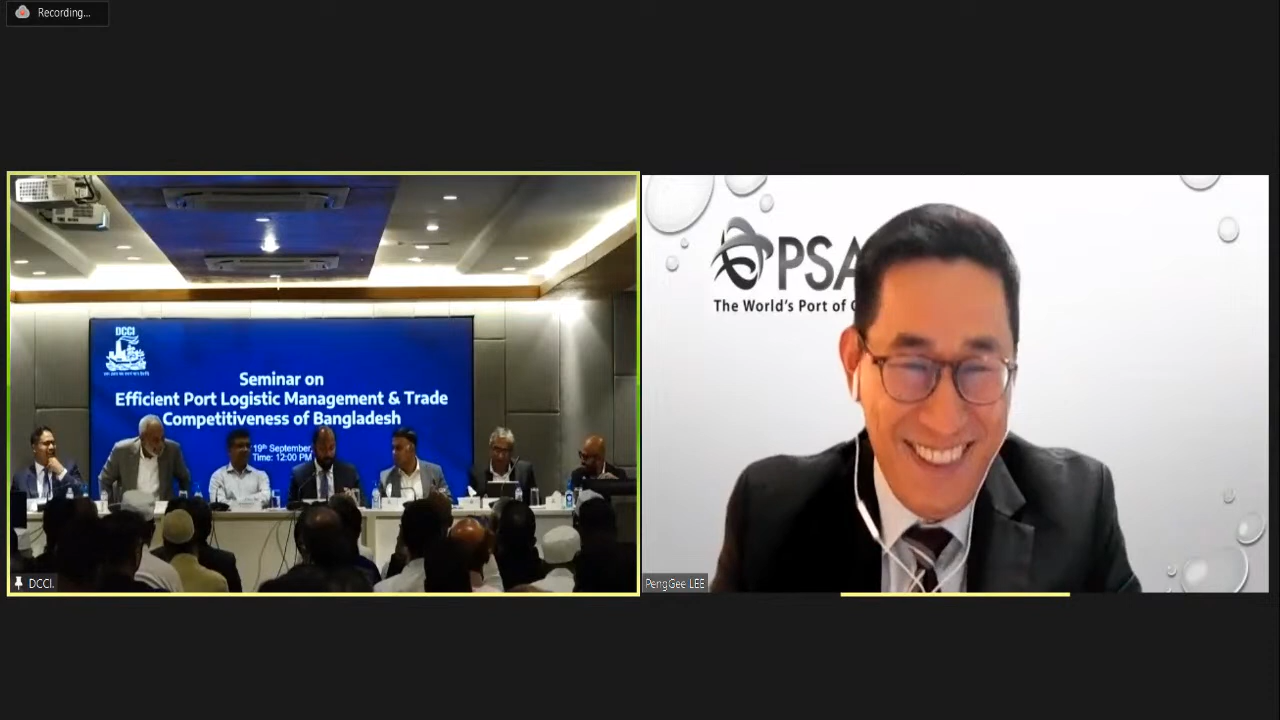 Recording...
DCCI
Seminar on
Efficient Port Logistic Management & Trade
Competitiveness of Bangladesh
19th September,
Time: 12:00 PM
DCCI.
PSA
The World's Port of
PengGee LEE